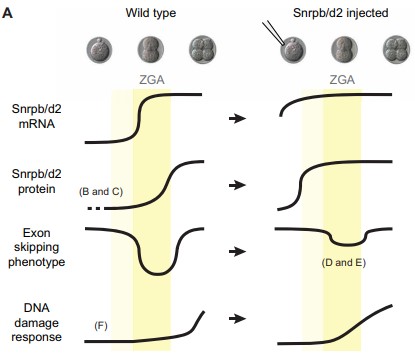 A
Wild type
Snrpb/d2 injected
ZGA
ZGA
Snrpb/d2
mRNA
Snrpb/d2
protein
(B and C)
Exon
skipping
phenotype
(D and E)
DNA
damage
response
(F)